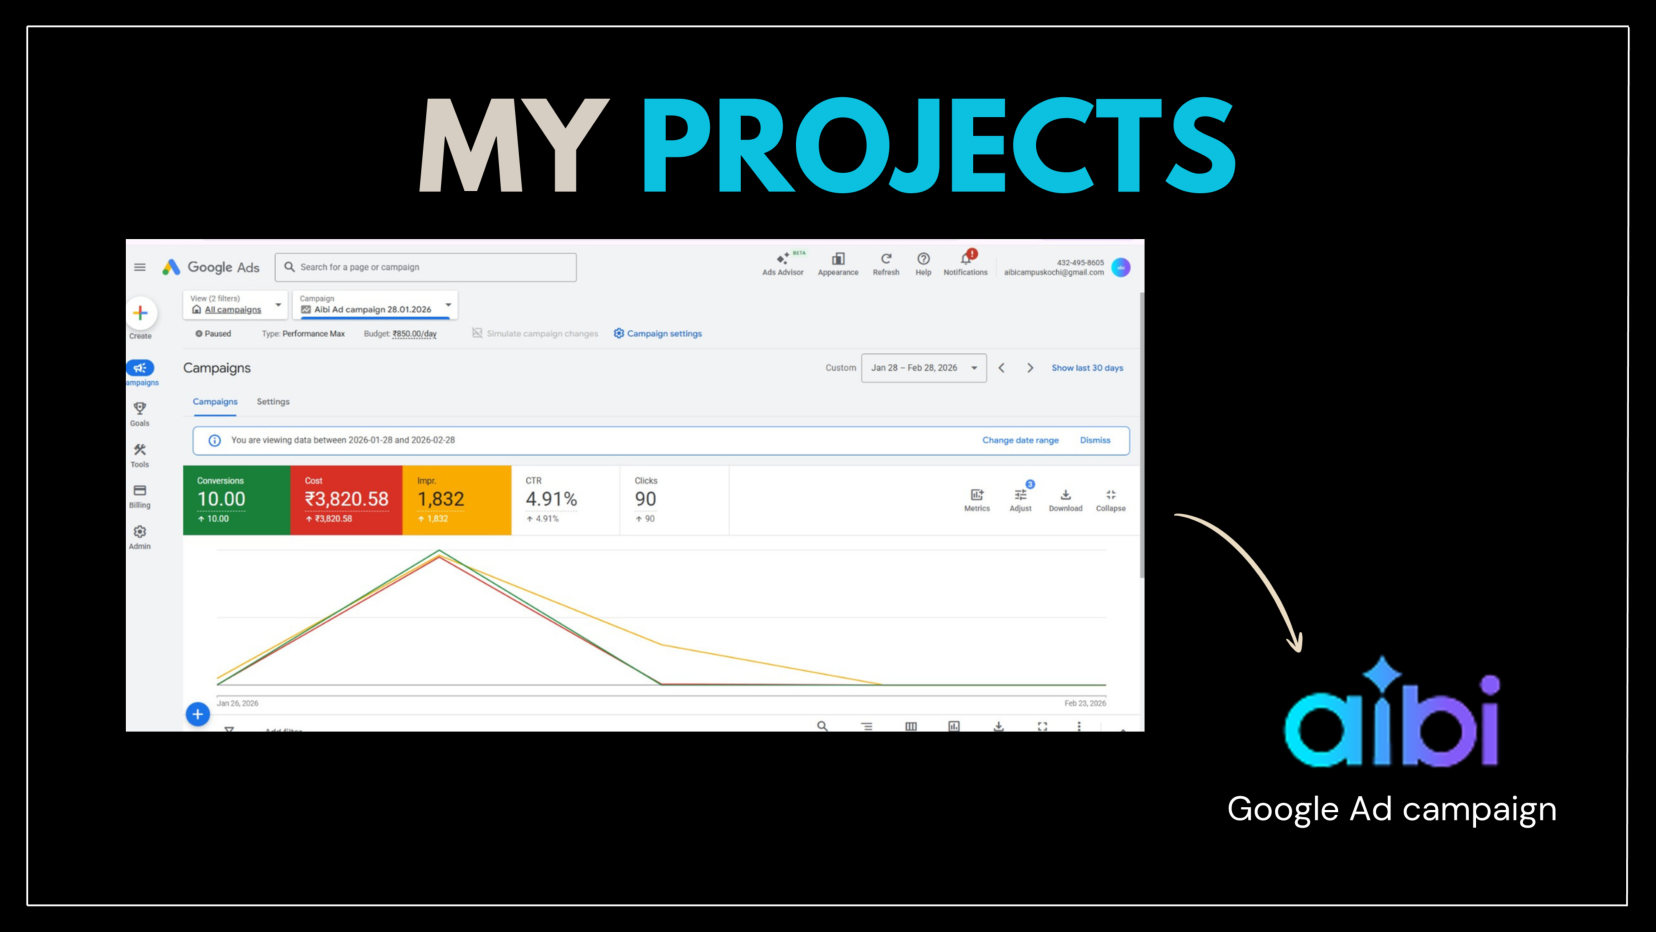 MY PROJECTS
Google Ads
Search for a page or campaign
BETA
Ads Advisor
Appearance
Refresh
Help
Notifications
432-495-8605
aibicampuskochi@gmail.com
View (2 filters)
All campaigns
Campaign
Aibi Ad campaign 28.01.2026
Create
Paused
Type: Performance Max
Budget: ₹850.00/day
Simulate campaign changes
Campaign settings
ampaigns
Campaigns
Custom
Jan 28 – Feb 28, 2026
Show last 30 days
Goals
Campaigns
Settings
Tools
You are viewing data between 2026-01-28 and 2026-02-28
Change date range
Dismiss
Billing
Conversions
10.00
↑ 10.00
Cost
₹3,820.58
↑ ₹3,820.58
Impr.
1,832
↑ 1,832
CTR
4.91%
↑ 4.91%
Clicks
90
↑ 90
3
Metrics
Adjust
Download
Collapse
Admin
Jan 26, 2026
Feb 23, 2026
aibi
Google Ad campaign